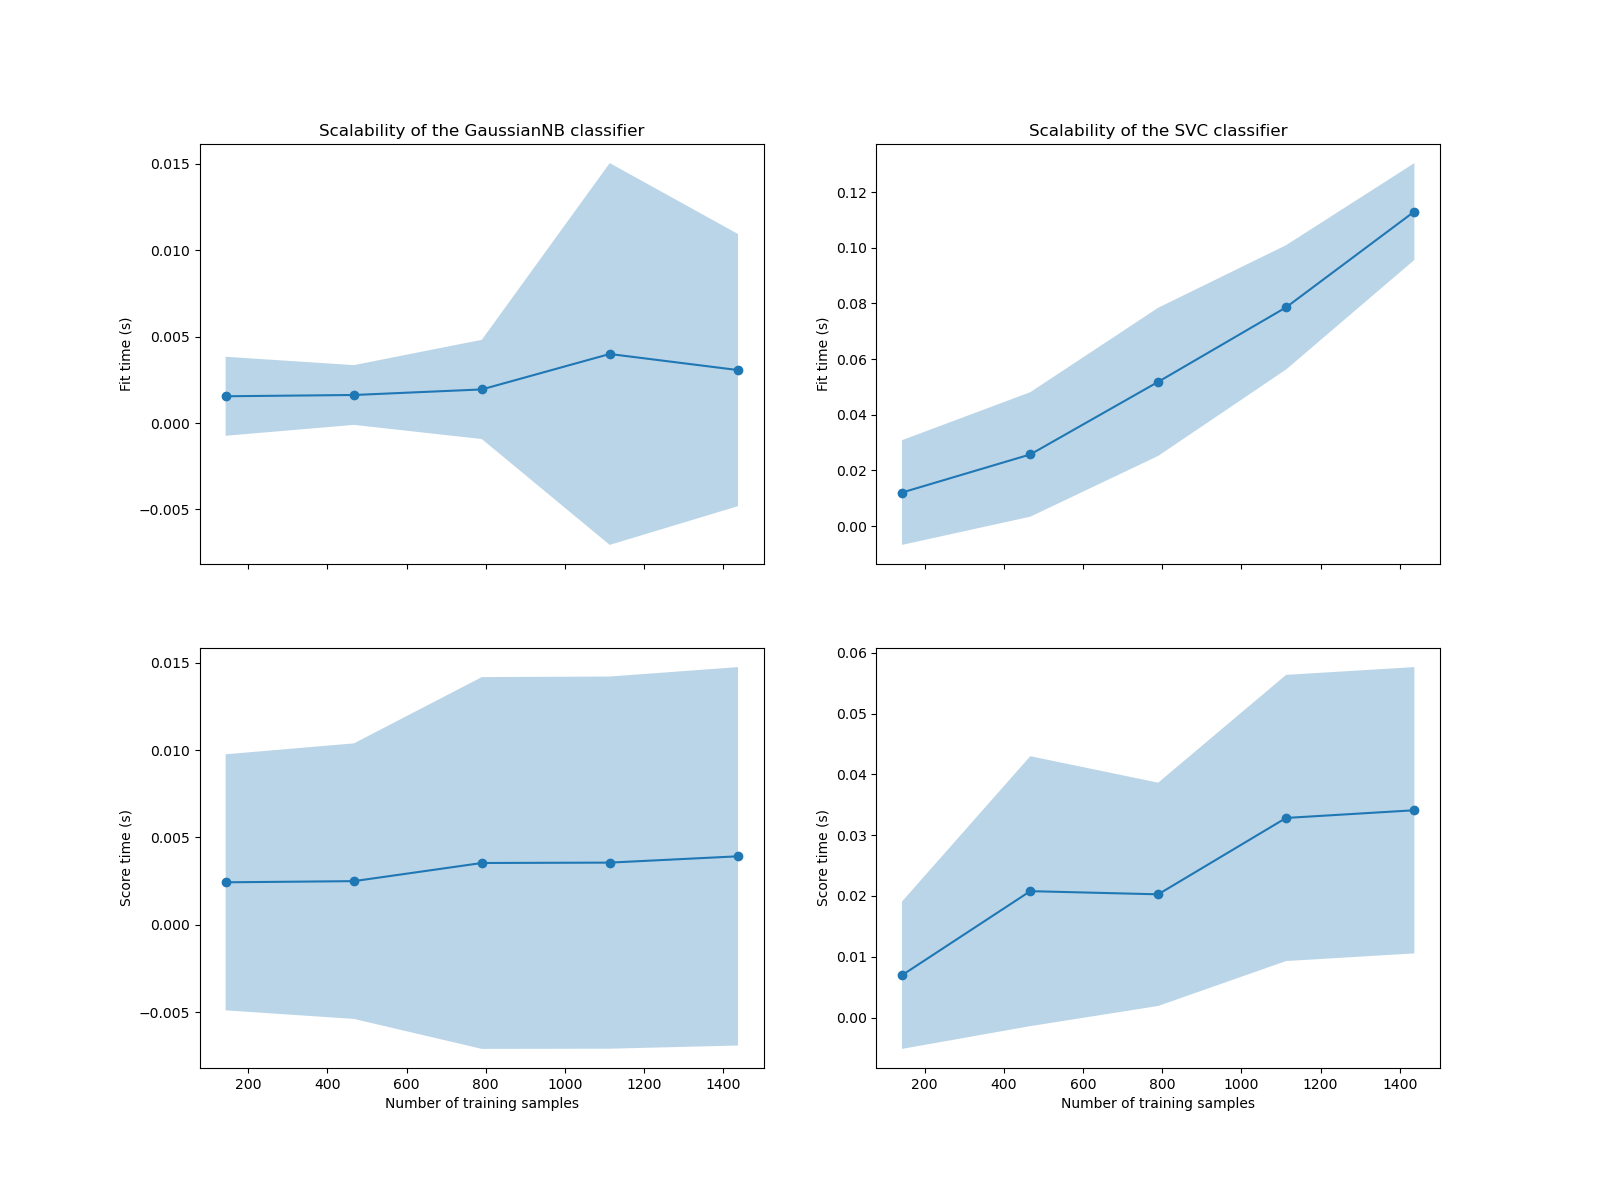 Scalability of the GaussianNB classifier
0.015
0.010
0.005
0.000
−0.005
Fit time (s)
Scalability of the SVC classifier
0.12
0.10
0.08
0.06
0.04
0.02
0.00
Fit time (s)
0.015
0.010
0.005
0.000
−0.005
Score time (s)
200 400 600 800 1000 1200 1400
Number of training samples
0.06
0.05
0.04
0.03
0.02
0.01
0.00
Score time (s)
200 400 600 800 1000 1200 1400
Number of training samples